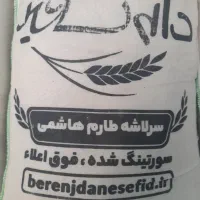 سرلاشه طارم هاشمی
سورتینگ شده ، فوق اعلاء
berenjdanesefid.ir